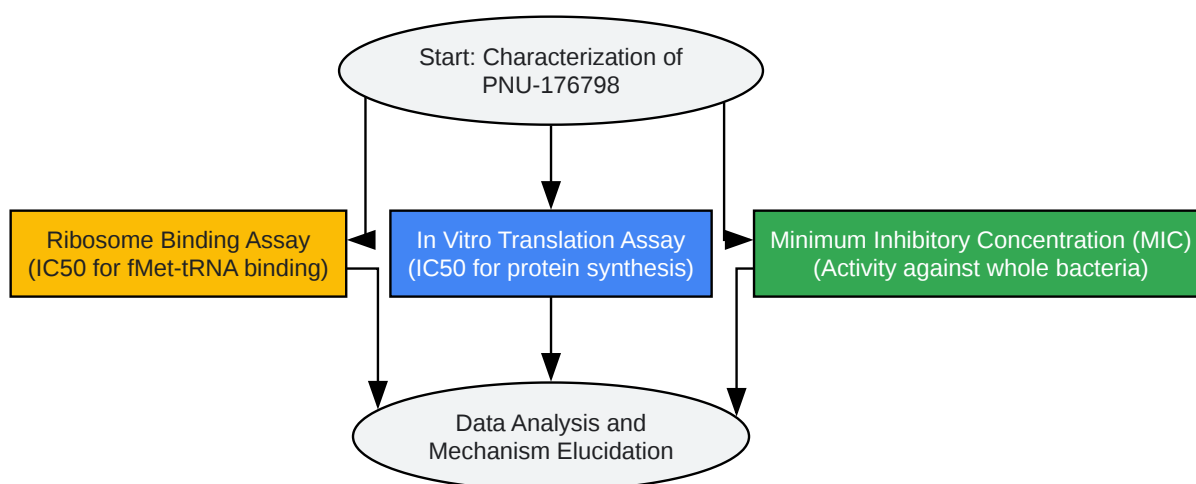 Start: Characterization of
PNU-176798
Ribosome Binding Assay
(IC50 for fMet-tRNA binding)
In Vitro Translation Assay
(IC50 for protein synthesis)
Minimum Inhibitory Concentration (MIC)
(Activity against whole bacteria)
Data Analysis and
Mechanism Elucidation